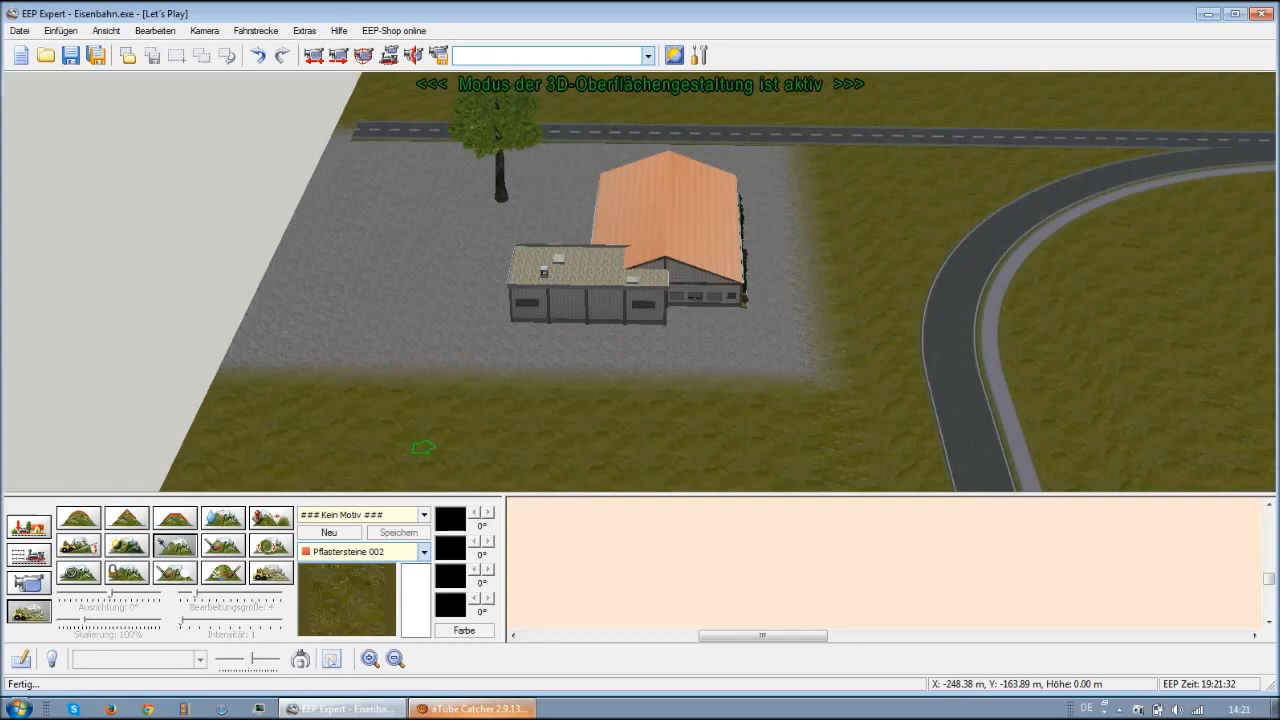 EEP Expert - Eisenbahn.exe - [Let´s Play]
Datei Einfügen Ansicht Bearbeiten Kamera Fahrstrecke Extras Hilfe EEP-Shop online
<<< Modus der 3D-Oberflächengestaltung ist aktiv >>>
### Kein Motiv ###
Neu Speichern
0°
Pflastersteine 002
0°
0°
Ausrichtung: 0° Bearbeitungsgröße: 4
0°
Skalierung: 100% Intensität: 1
Farbe
Fertig...
X: -248.38 m, Y: -163.89 m, Höhe: 0.00 m
EEP Zeit: 19:21:32
EEP Expert - Eisenba...
aTube Catcher 2.9.13...
DE
14:21